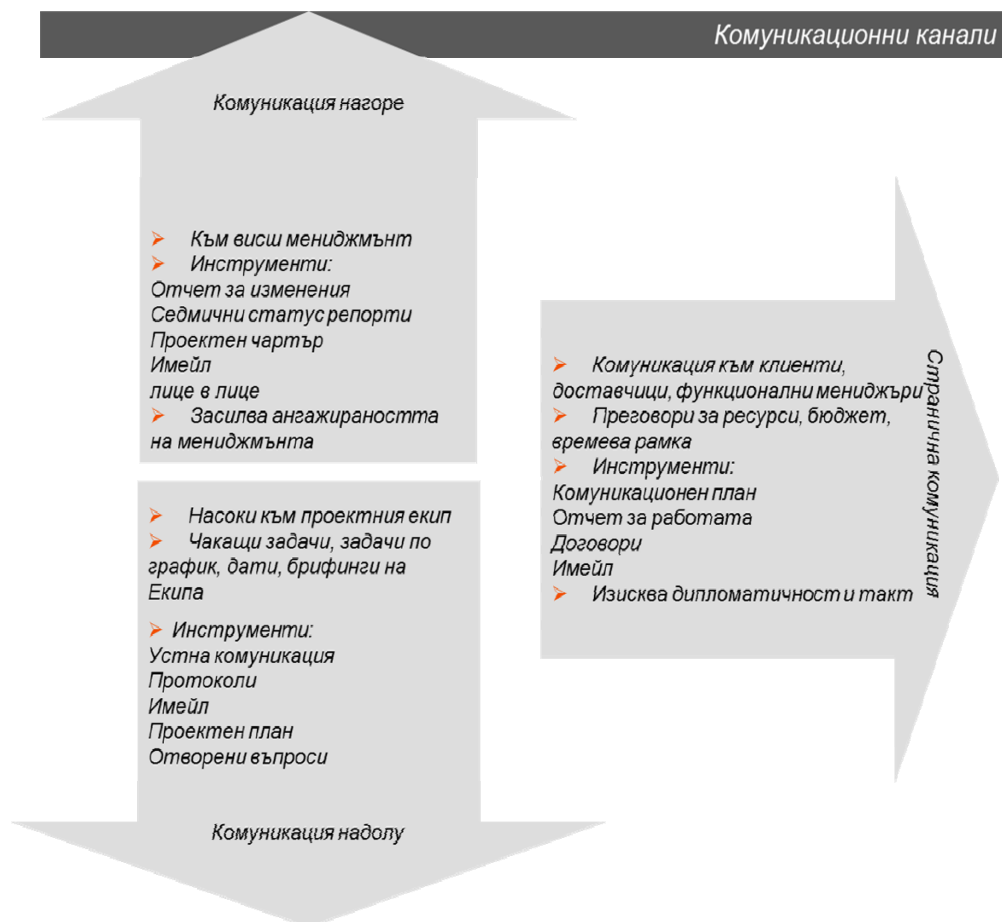 Комуникационни канали
Комуникация нагоре
➢ Към висш мениджмънт
➢ Инструменти:
Отчет за изменения
Седмични статус репорти
Проектен чартър
Имейл
лице в лице
➢ Засилва ангажираността
на мениджмънта
➢ Насоки към проектния екип
➢ Чакащи задачи, задачи по
график, дати, брифинги на
Екипа
➢ Инструменти:
Устна комуникация
Протоколи
Имейл
Проектен план
Отворени въпроси
Комуникация надолу
➢ Комуникация към клиенти,
доставчици, функционални мениджъри
➢ Преговори за ресурси, бюджет,
времева рамка
➢ Инструменти:
Комуникационен план
Отчет за работата
Договори
Имейл
➢ Изисква дипломатичност и такт
Странична комуникация